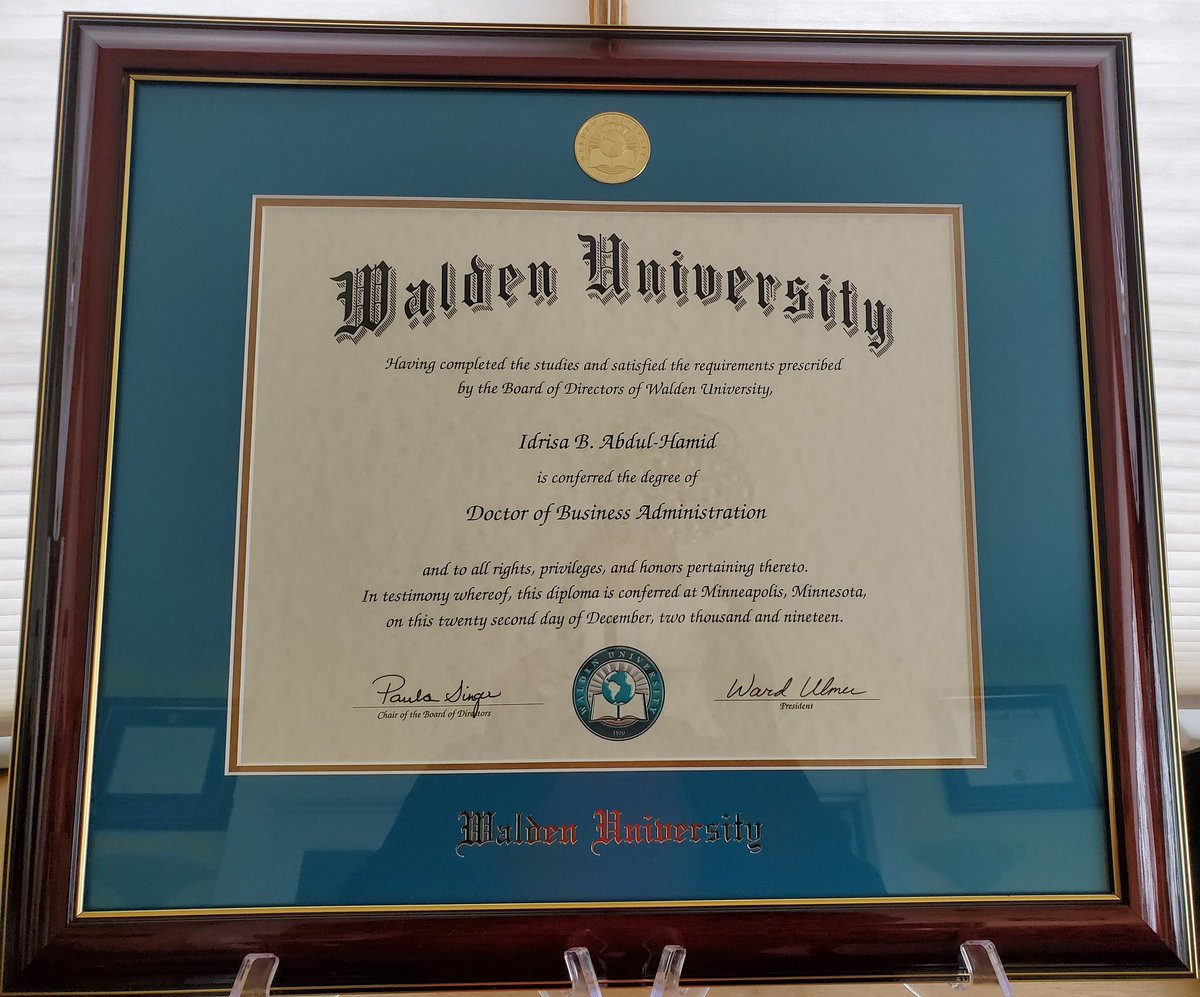 WALDEN UNIVERSITY
Walden University
Having completed the studies and satisfied the requirements prescribed
by the Board of Directors of Walden University,
Idrisa B. Abdul-Hamid
is conferred the degree of
Doctor of Business Administration
and to all rights, privileges, and honors pertaining thereto.
In testimony whereof, this diploma is conferred at Minneapolis, Minnesota,
on this twenty second day of December, two thousand and nineteen.
Paula Singer
Chair of the Board of Directors
WALDEN UNIVERSITY
1970
Ward Ulmer
President
Walden University